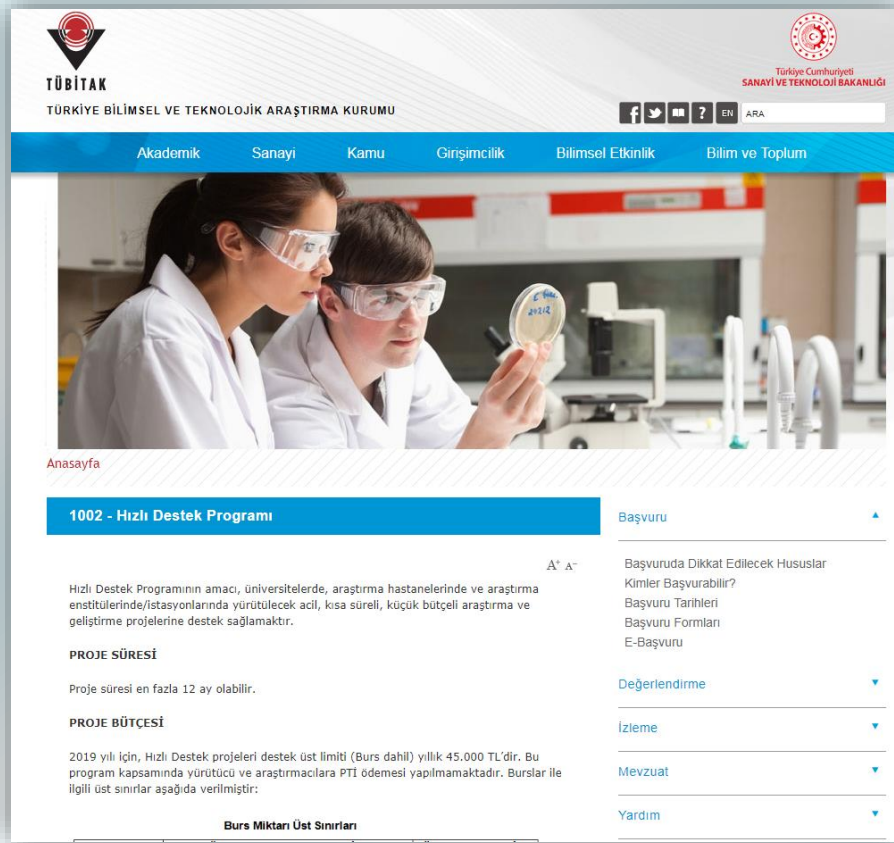 TÜBİTAK
TÜRKİYE BİLİMSEL VE TEKNOLOJİK ARAŞTIRMA KURUMU
Türkiye Cumhuriyeti
SANAYİ VE TEKNOLOJİ BAKANLIĞI
EN ARA
Akademik Sanayi Kamu Girişimcilik Bilimsel Etkinlik Bilim ve Toplum
Anasayfa
1002 - Hızlı Destek Programı
A+ A-
Hızlı Destek Programının amacı, üniversitelerde, araştırma hastanelerinde ve araştırma
enstitülerinde/istasyonlarında yürütülecek acil, kısa süreli, küçük bütçeli araştırma ve
geliştirme projelerine destek sağlamaktır.
PROJE SÜRESİ
Proje süresi en fazla 12 ay olabilir.
PROJE BÜTÇESİ
2019 yılı için, Hızlı Destek projeleri destek üst limiti (Burs dahil) yıllık 45.000 TL'dir. Bu
program kapsamında yürütücü ve araştırmacılara PTİ ödemesi yapılmamaktadır. Burslar ile
ilgili üst sınırlar aşağıda verilmiştir:
Burs Miktarı Üst Sınırları
Başvuru
Başvuruda Dikkat Edilecek Hususlar
Kimler Başvurabilir?
Başvuru Tarihleri
Başvuru Formları
E-Başvuru
Değerlendirme
İzleme
Mevzuat
Yardım